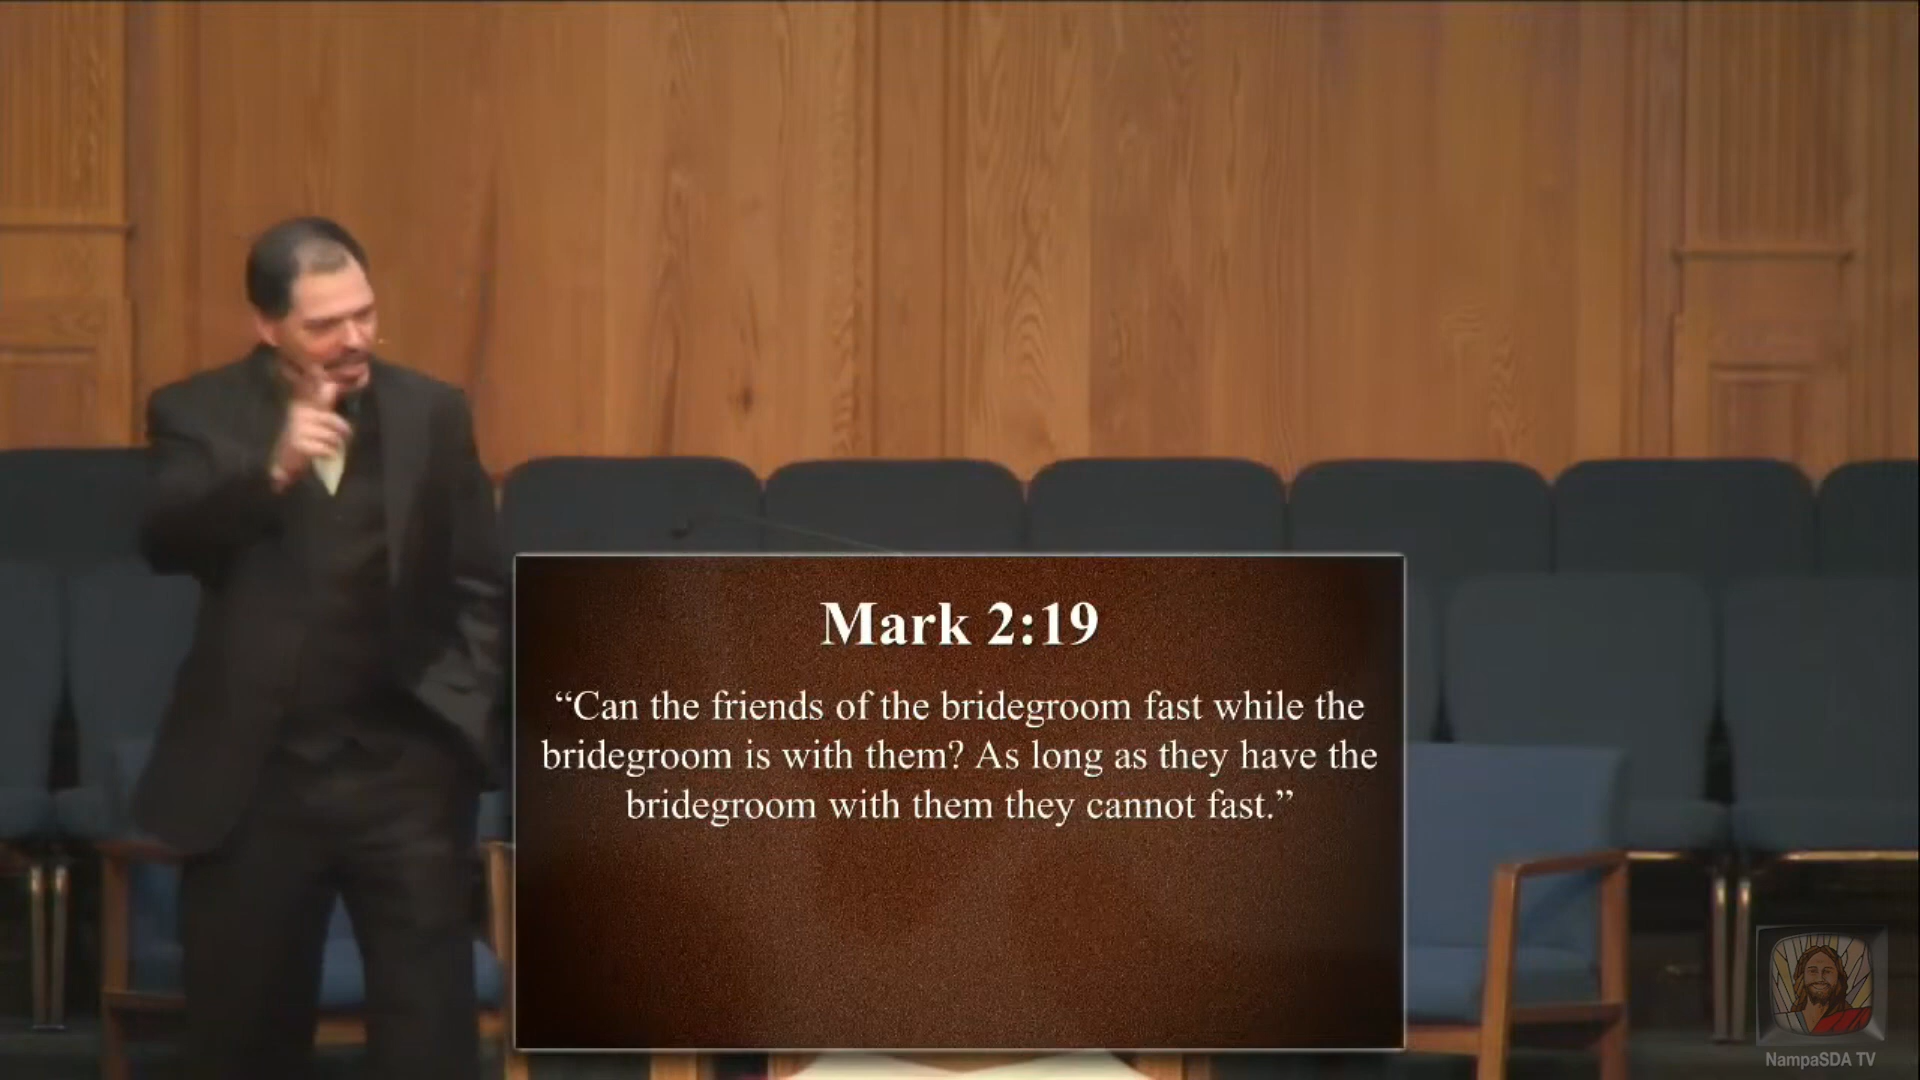 Mark 2:19
“Can the friends of the bridegroom fast while the
bridegroom is with them? As long as they have the
bridegroom with them they cannot fast.”
NampaSDA TV